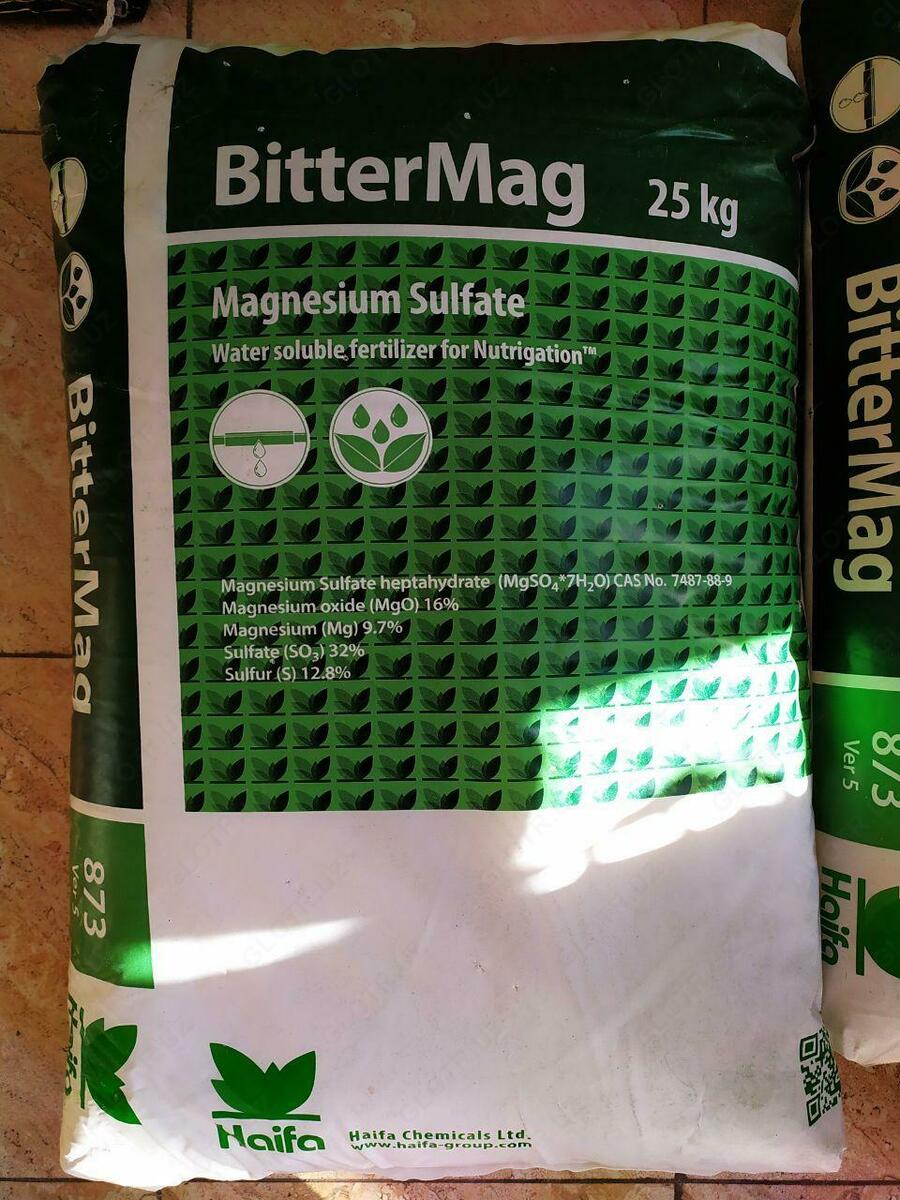 BitterMag
25 kg
Magnesium Sulfate
Water soluble fertilizer for Nutrigation™
Magnesium Sulfate heptahydrate (MgSO₄*7H₂O) CAS No. 7487-88-9
Magnesium oxide (MgO) 16%
Magnesium (Mg) 9.7%
Sulfate (SO₃) 32%
Sulfur (S) 12.8%
Haifa
Haifa Chemicals Ltd.
www.haifa-group.com
BitterMag
873
Ver.5
Haifa
BitterMag
873
Ver.5
Haifa